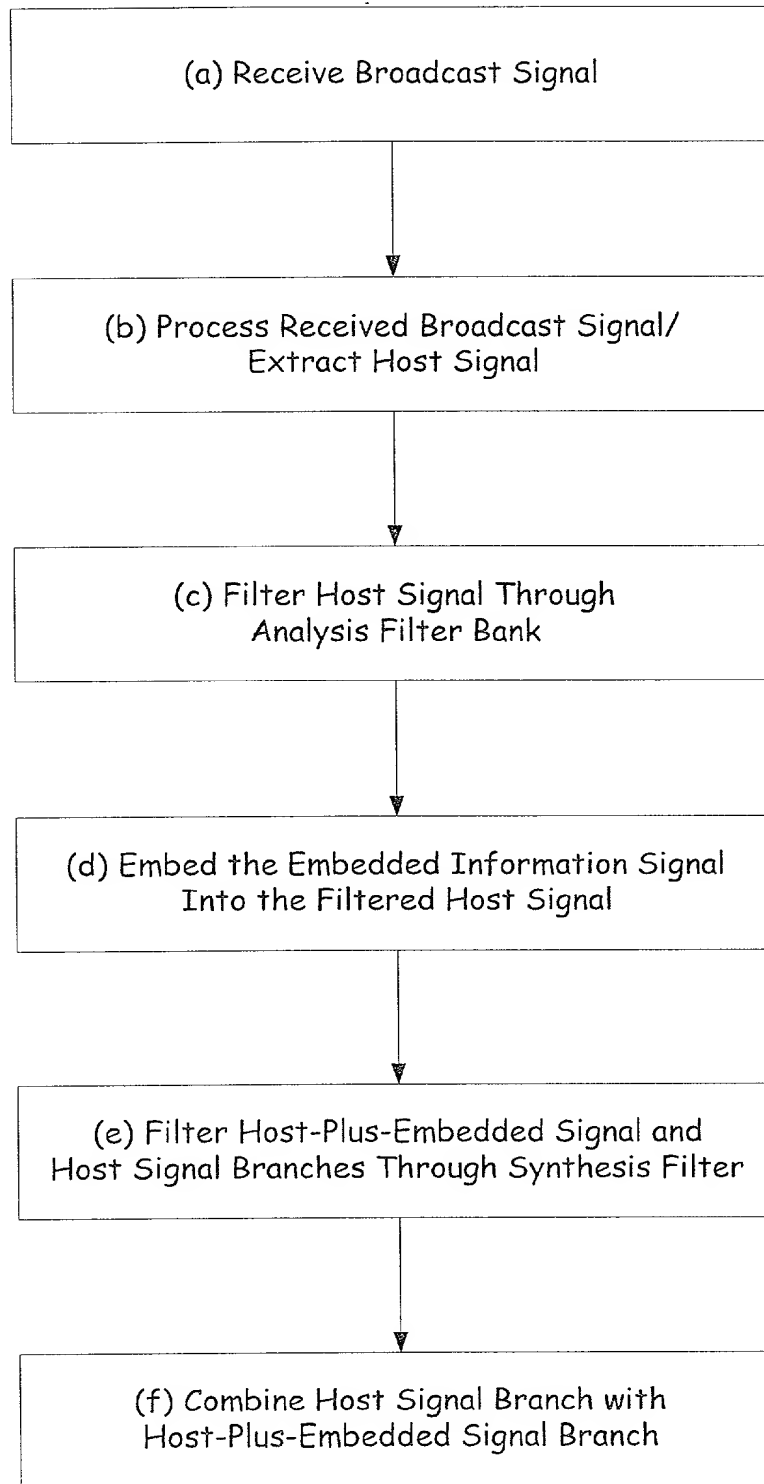 (a) Receive Broadcast Signal
(b) Process Received Broadcast Signal/
Extract Host Signal
(c) Filter Host Signal Through
Analysis Filter Bank
(d) Embed the Embedded Information Signal
Into the Filtered Host Signal
(e) Filter Host-Plus-Embedded Signal and
Host Signal Branches Through Synthesis Filter
(f) Combine Host Signal Branch with
Host-Plus-Embedded Signal Branch